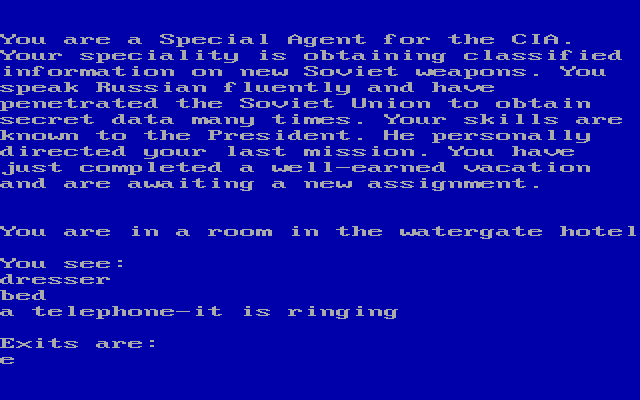 You are a Special Agent for the CIA.
Your speciality is obtaining classified
information on new Soviet weapons. You
speak Russian fluently and have
penetrated the Soviet Union to obtain
secret data many times. Your skills are
known to the President. He personally
directed your last mission. You have
just completed a well-earned vacation
and are awaiting a new assignment.
You are in a room in the watergate hotel
You see:
dresser
bed
a telephone-it is ringing
Exits are:
e